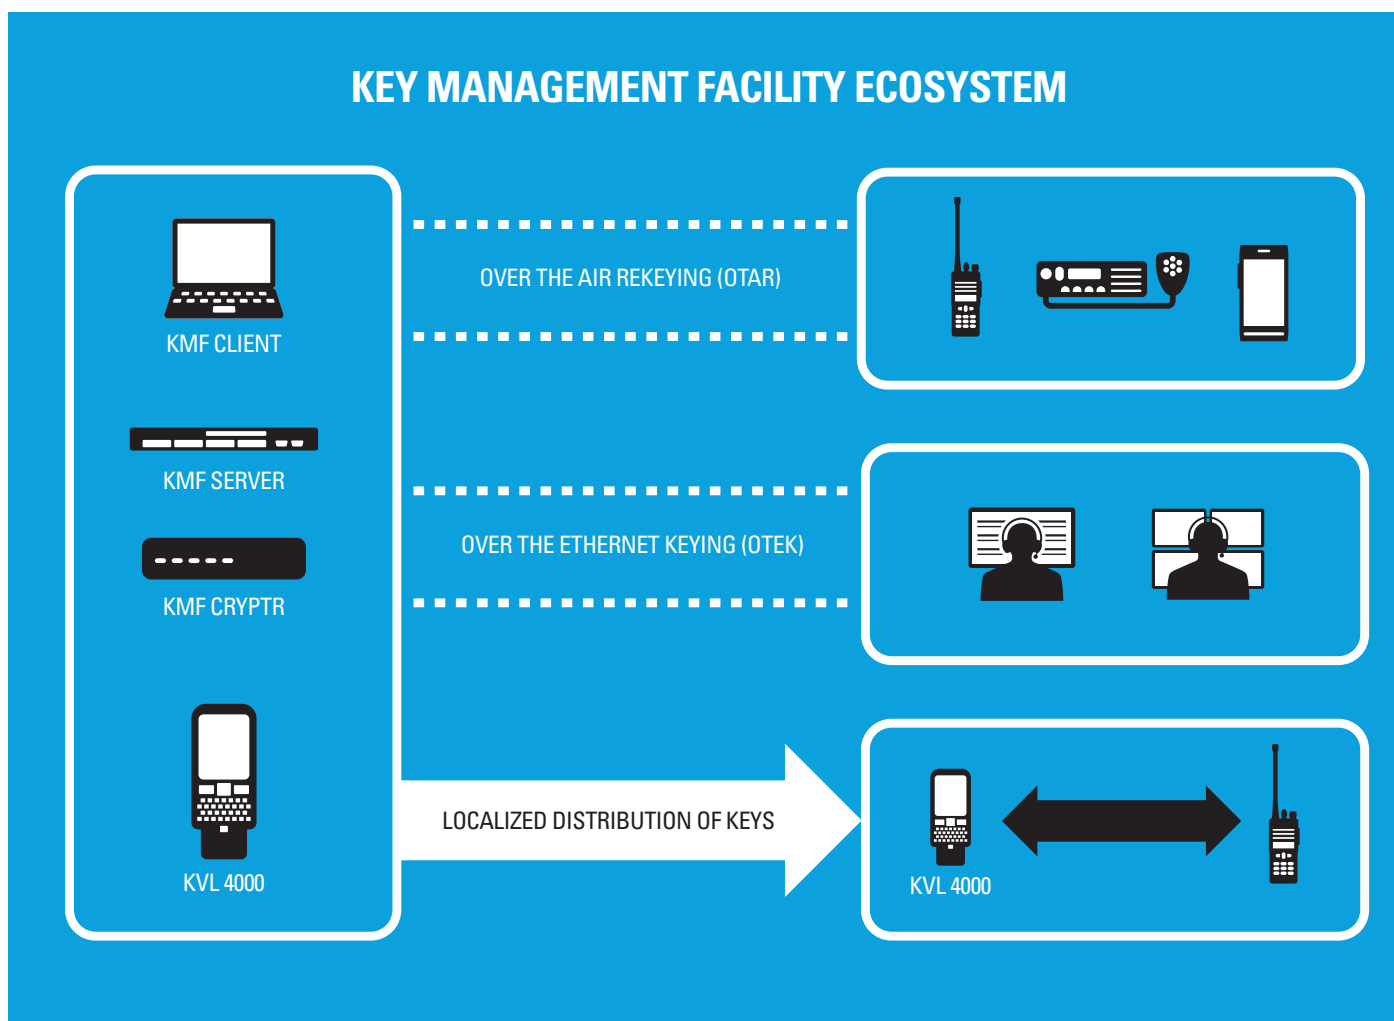 KEY MANAGEMENT FACILITY ECOSYSTEM
KMF CLIENT
KMF SERVER
KMF CRYPTR
KVL 4000
OVER THE AIR REKEYING (OTAR)
OVER THE ETHERNET KEYING (OTEK)
LOCALIZED DISTRIBUTION OF KEYS
KVL 4000